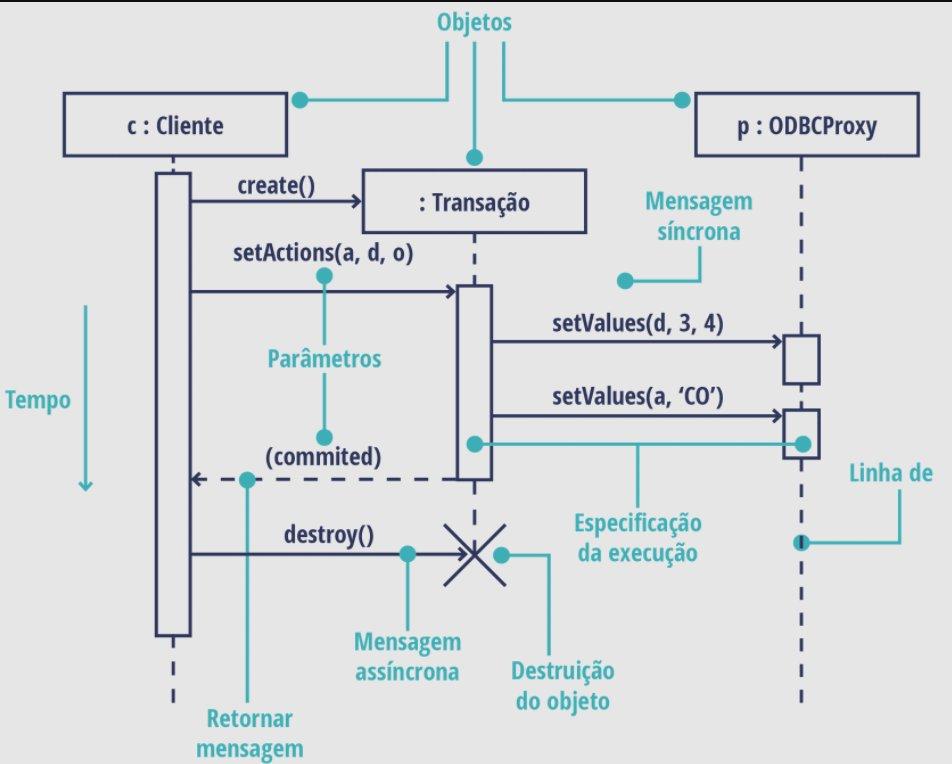 Objetos
c : Cliente
p : ODBCProxy
create()
: Transação
Mensagem
síncrona
setActions(a, d, o)
setValues(d, 3, 4)
Parâmetros
Tempo
setValues(a, ‘CO’)
(commited)
Linha de
Especificação
da execução
destroy()
Mensagem
assíncrona
Destruição
do objeto
Retornar
mensagem